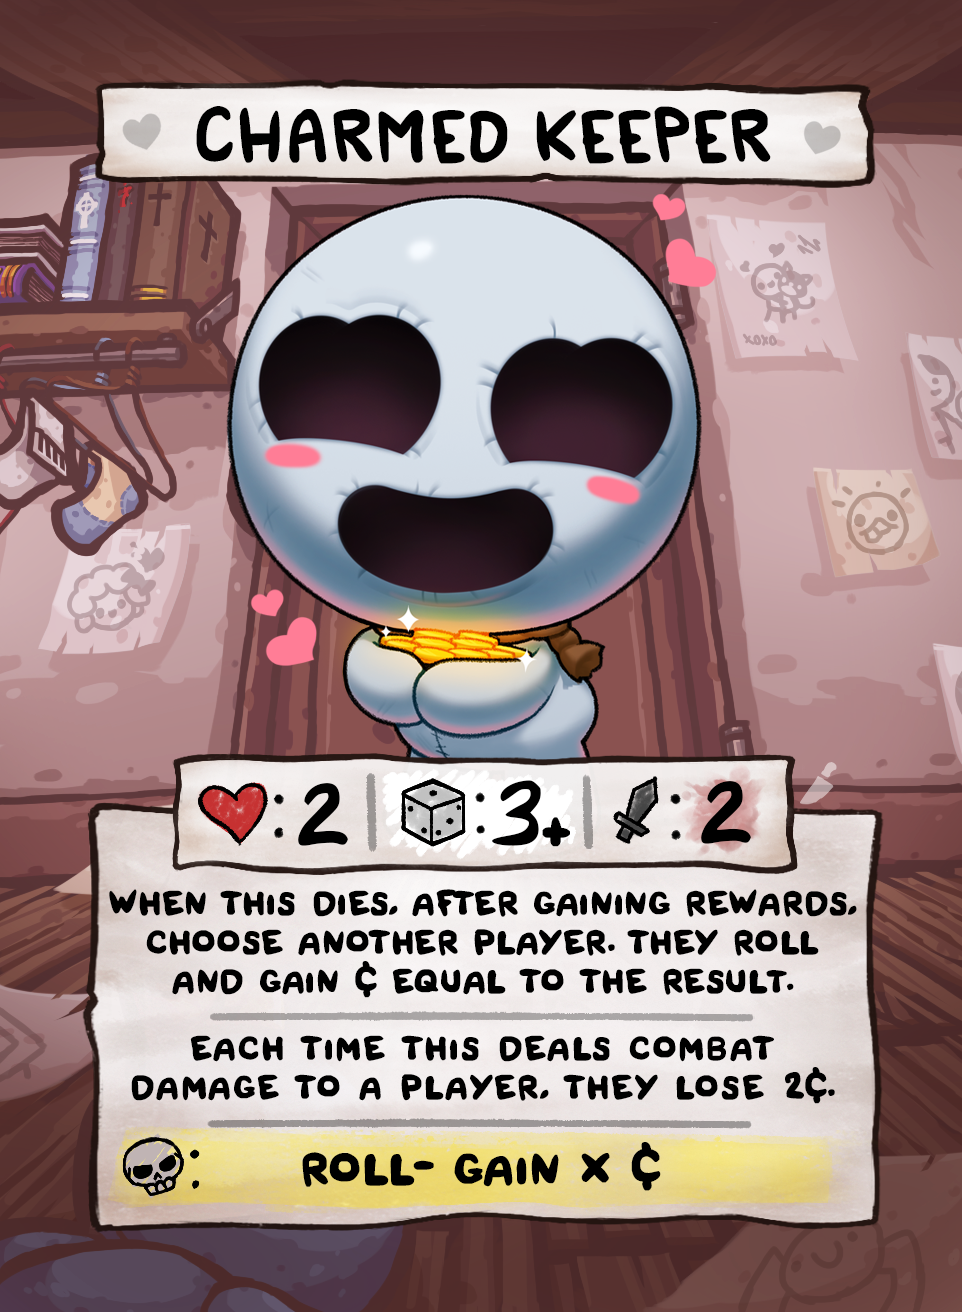 CHARMED KEEPER
XOXO
: 2 : 3+ : 2
WHEN THIS DIES, AFTER GAINING REWARDS,
CHOOSE ANOTHER PLAYER. THEY ROLL
AND GAIN ¢ EQUAL TO THE RESULT.
EACH TIME THIS DEALS COMBAT
DAMAGE TO A PLAYER, THEY LOSE 2¢.
: ROLL- GAIN X ¢